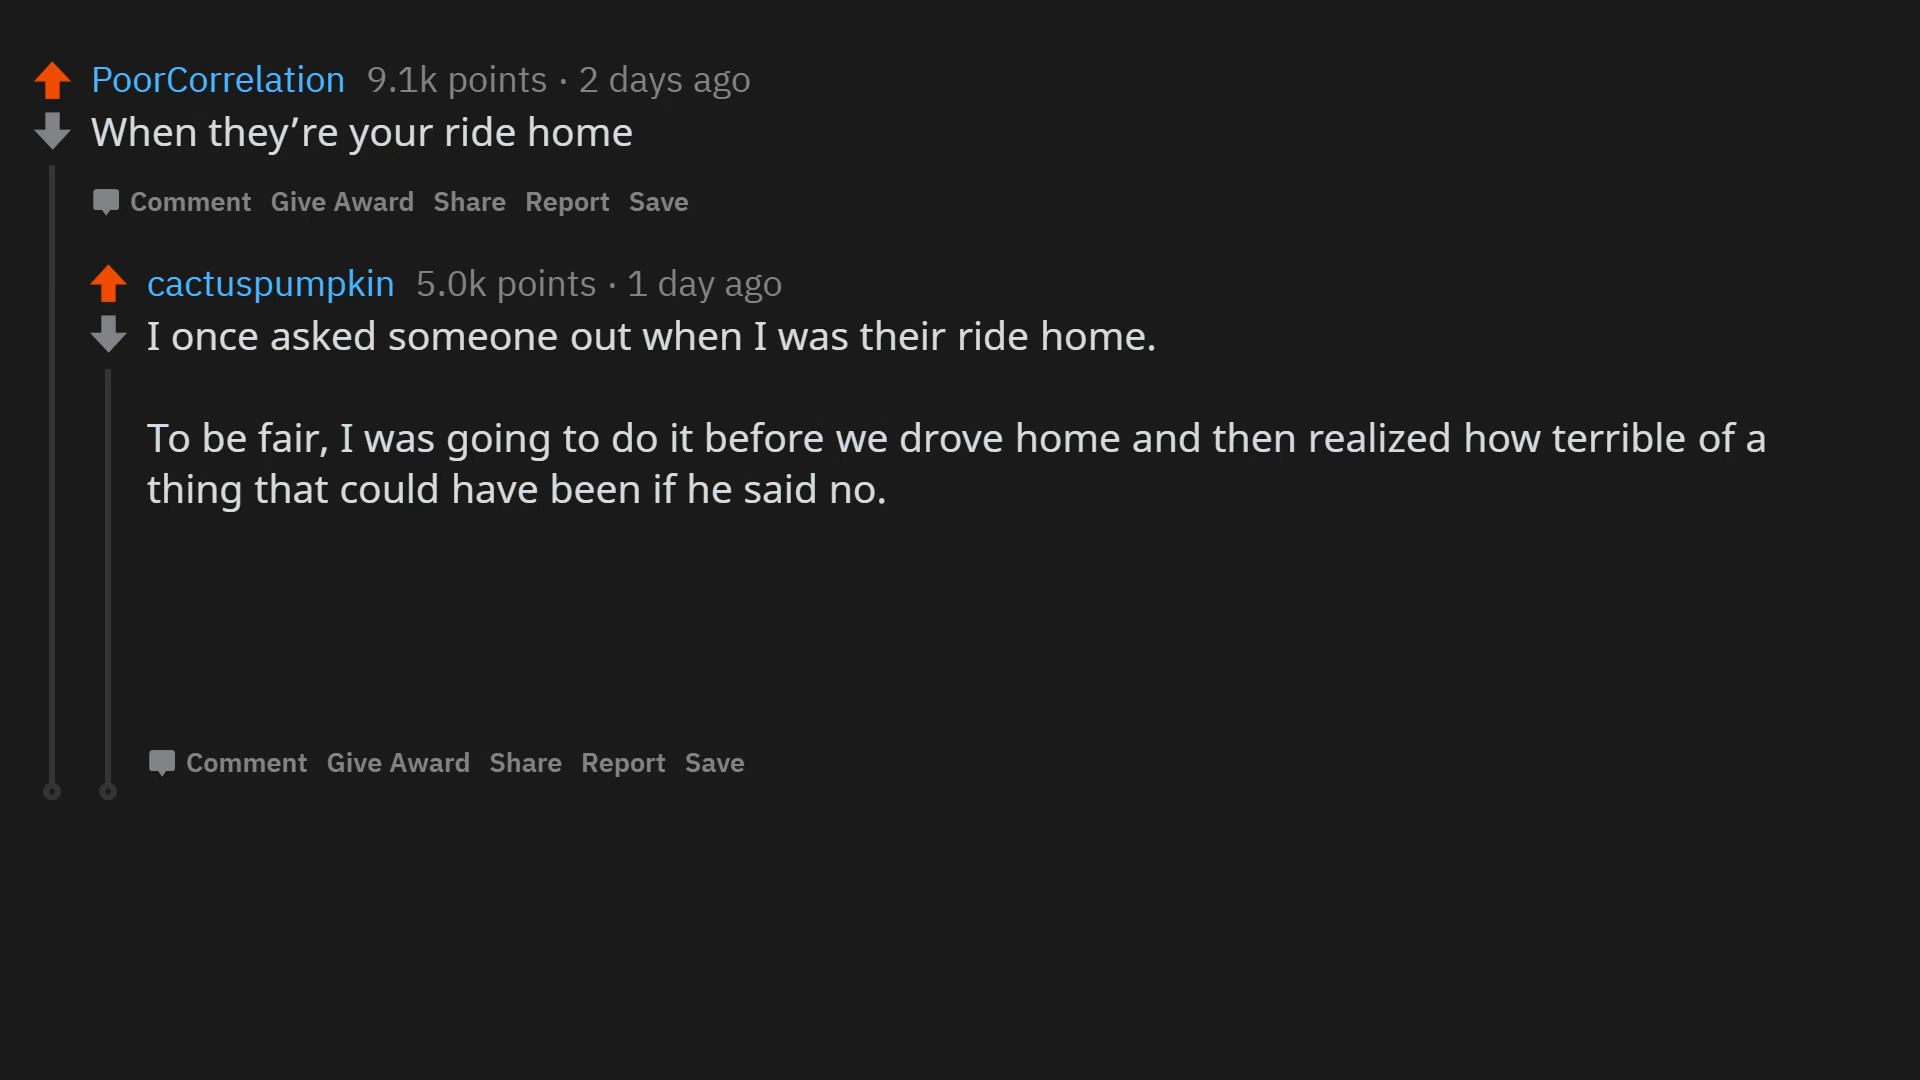 PoorCorrelation 9.1k points · 2 days ago
When they’re your ride home
Comment Give Award Share Report Save
cactuspumpkin 5.0k points · 1 day ago
I once asked someone out when I was their ride home.
To be fair, I was going to do it before we drove home and then realized how terrible of a
thing that could have been if he said no.
Comment Give Award Share Report Save